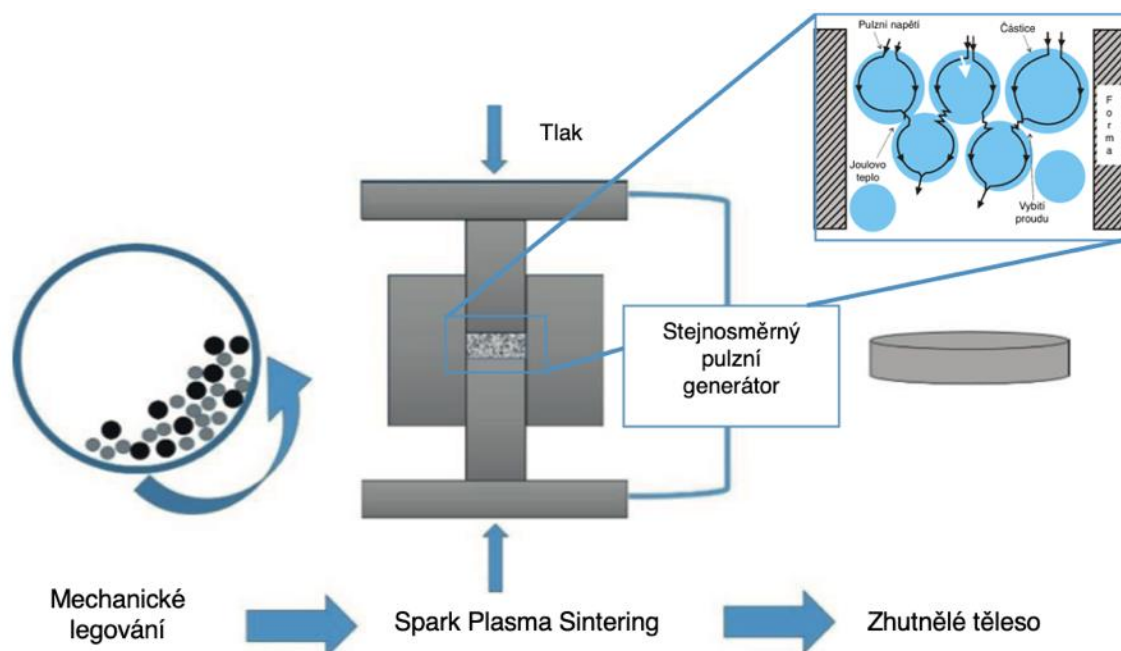 Pulzní napětí
Částice
Joulovo
teplo
Vybití
proudu
F
o
r
m
a
Tlak
Stejnosměrný
pulzní
generátor
Mechanické
legování
Spark Plasma Sintering
Zhutnělé těleso